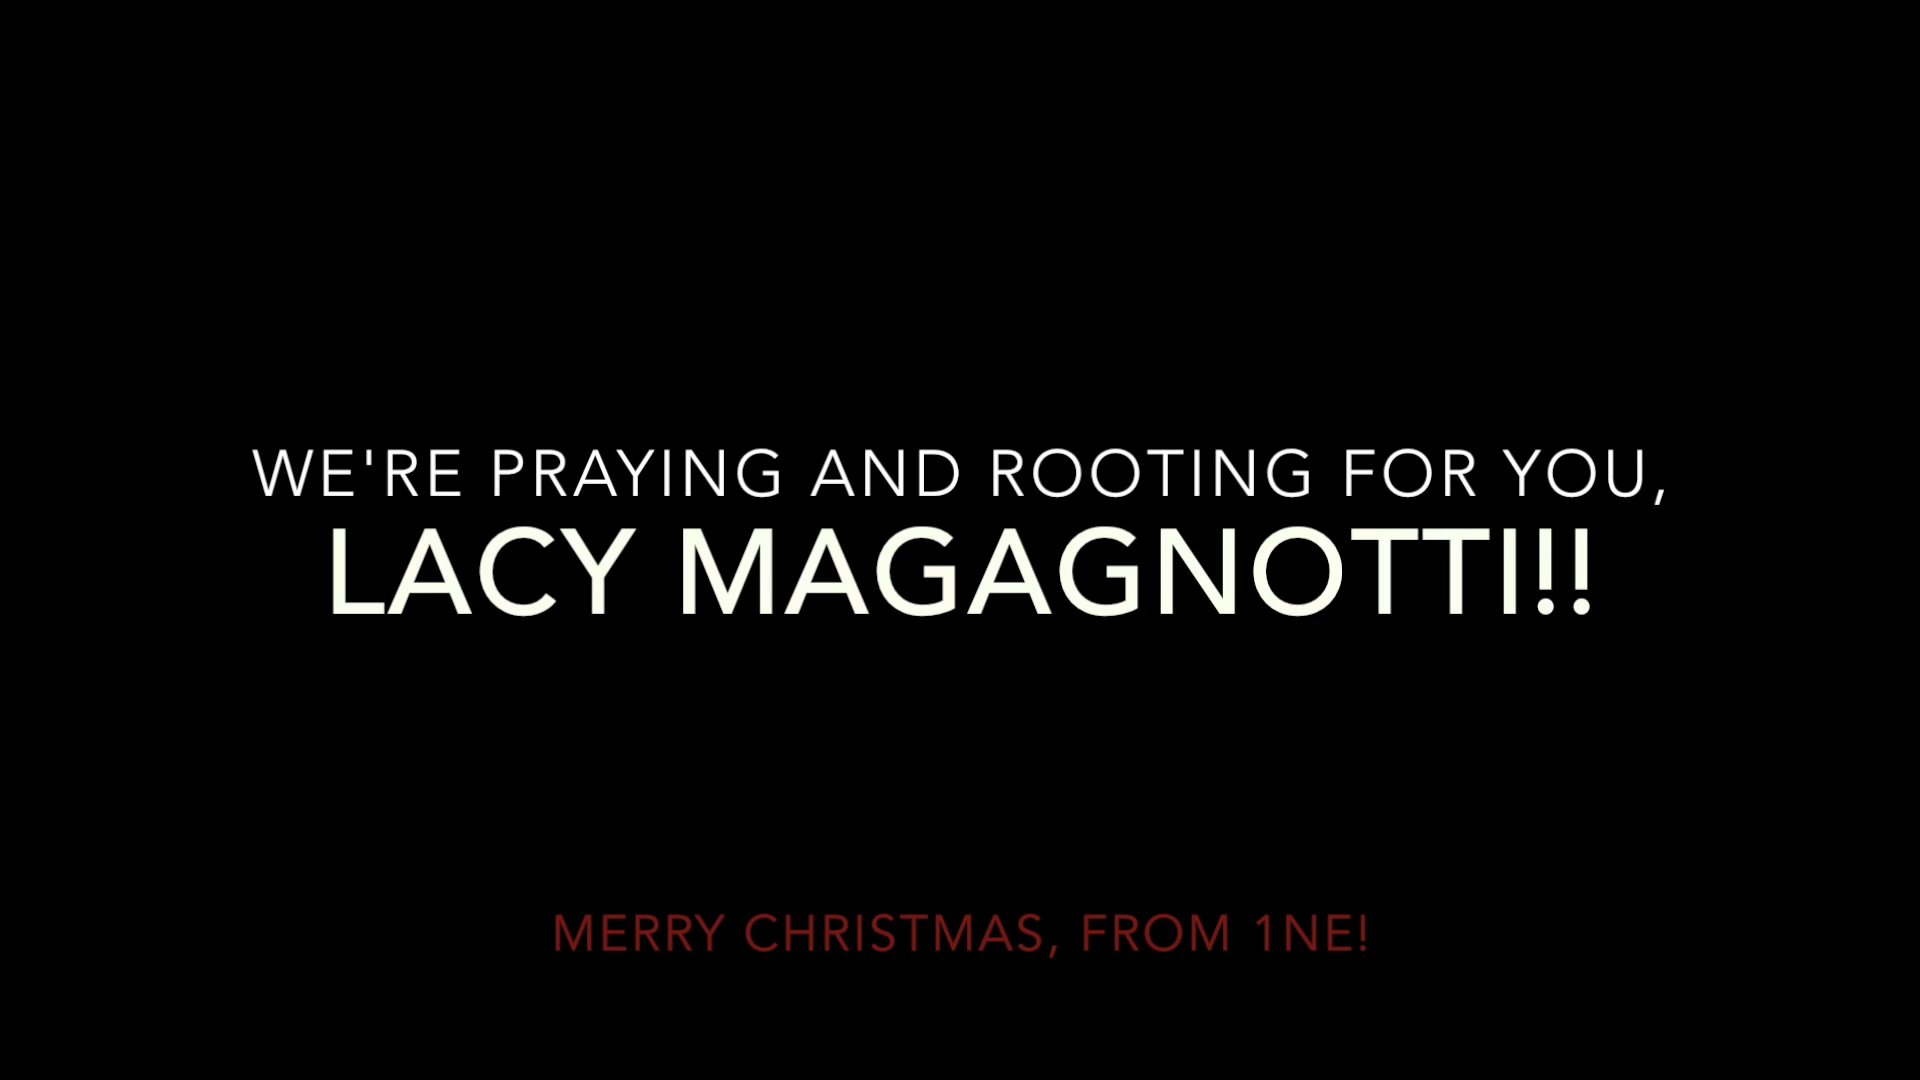 WE'RE PRAYING AND ROOTING FOR YOU,
LACY MAGAGNOTTI!!
MERRY CHRISTMAS, FROM 1NE!